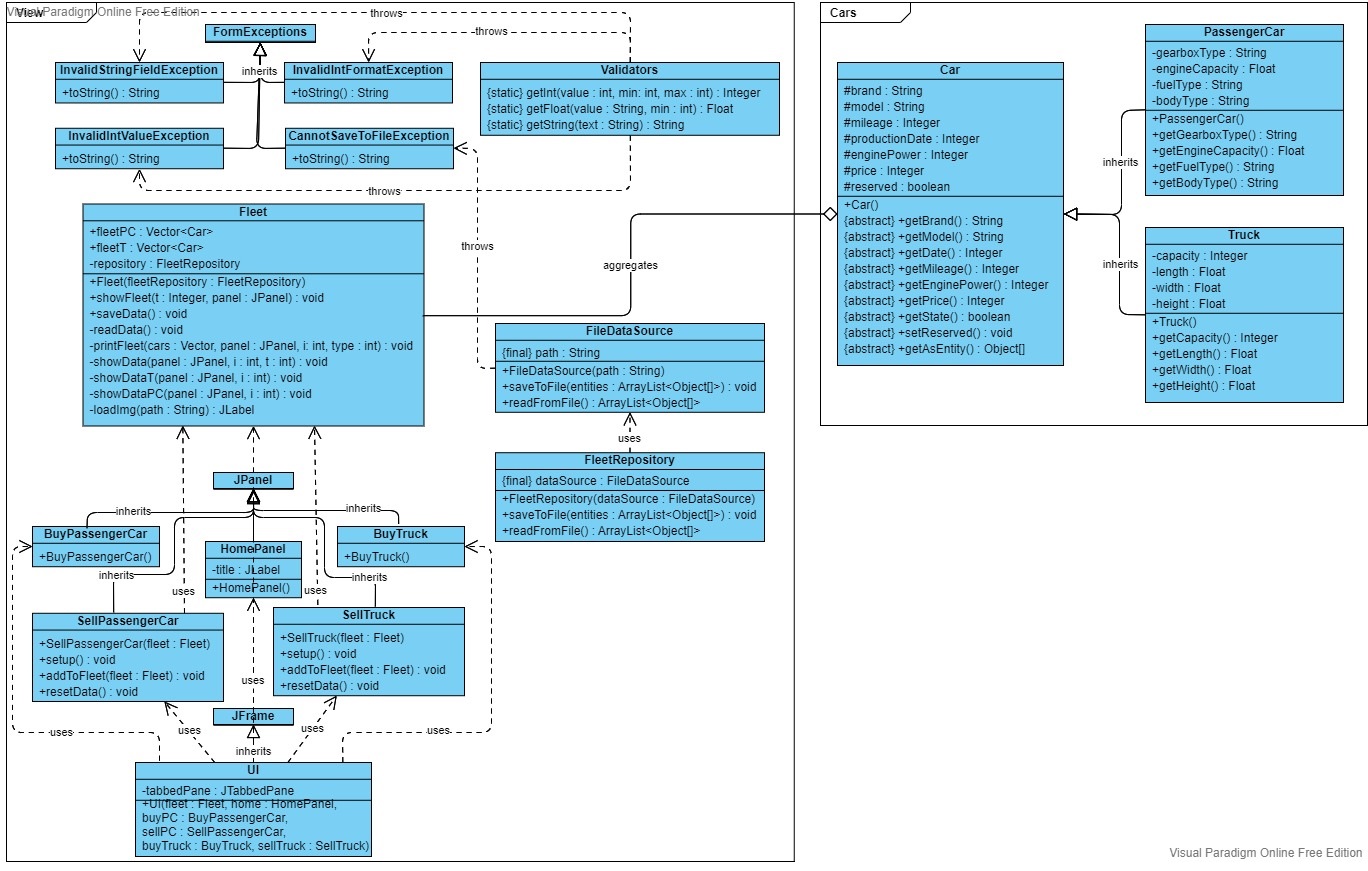 Visual Paradigm Online Free Edition
View
throws
FormExceptions
throws
inherits
InvalidStringFieldException
+toString() : String
InvalidIntFormatException
+toString() : String
Validators
{static} getInt(value : int, min: int, max : int) : Integer
{static} getFloat(value : String, min : int) : Float
{static} getString(text : String) : String
InvalidIntValueException
+toString() : String
CannotSaveToFileException
+toString() : String
throws
Fleet
+fleetPC : Vector<Car>
+fleetT : Vector<Car>
-repository : FleetRepository
+Fleet(fleetRepository : FleetRepository)
+showFleet(t : Integer, panel : JPanel) : void
+saveData() : void
-readData() : void
-printFleet(cars : Vector, panel : JPanel, i: int, type : int) : void
-showData(panel : JPanel, i : int, t : int) : void
-showDataT(panel : JPanel, i : int) : void
-showDataPC(panel : JPanel, i : int) : void
-loadImg(path : String) : JLabel
throws
aggregates
FileDataSource
{final} path : String
+FileDataSource(path : String)
+saveToFile(entities : ArrayList<Object[]>) : void
+readFromFile() : ArrayList<Object[]>
uses
FleetRepository
{final} dataSource : FileDataSource
+FleetRepository(dataSource : FileDataSource)
+saveToFile(entities : ArrayList<Object[]>) : void
+readFromFile() : ArrayList<Object[]>
JPanel
inherits
inherits
BuyPassengerCar
+BuyPassengerCar()
HomePanel
-title : JLabel
+HomePanel()
BuyTruck
+BuyTruck()
inherits
inherits
uses
uses
SellPassengerCar
+SellPassengerCar(fleet : Fleet)
+setup() : void
+addToFleet(fleet : Fleet) : void
+resetData() : void
SellTruck
+SellTruck(fleet : Fleet)
+setup() : void
+addToFleet(fleet : Fleet) : void
+resetData() : void
uses
JFrame
uses
uses
uses
uses
inherits
UI
-tabbedPane : JTabbedPane
+UI(fleet : Fleet, home : HomePanel,
buyPC : BuyPassengerCar,
sellPC : SellPassengerCar,
buyTruck : BuyTruck, sellTruck : SellTruck)
Cars
Car
#brand : String
#model : String
#mileage : Integer
#productionDate : Integer
#enginePower : Integer
#price : Integer
#reserved : boolean
+Car()
{abstract} +getBrand() : String
{abstract} +getModel() : String
{abstract} +getDate() : Integer
{abstract} +getMileage() : Integer
{abstract} +getEnginePower() : Integer
{abstract} +getPrice() : Integer
{abstract} +getState() : boolean
{abstract} +setReserved() : void
{abstract} +getAsEntity() : Object[]
PassengerCar
-gearboxType : String
-engineCapacity : Float
-fuelType : String
-bodyType : String
+PassengerCar()
+getGearboxType() : String
+getEngineCapacity() : Float
+getFuelType() : String
+getBodyType() : String
inherits
inherits
Truck
-capacity : Integer
-length : Float
-width : Float
-height : Float
+Truck()
+getCapacity() : Integer
+getLength() : Float
+getWidth() : Float
+getHeight() : Float
Visual Paradigm Online Free Edition